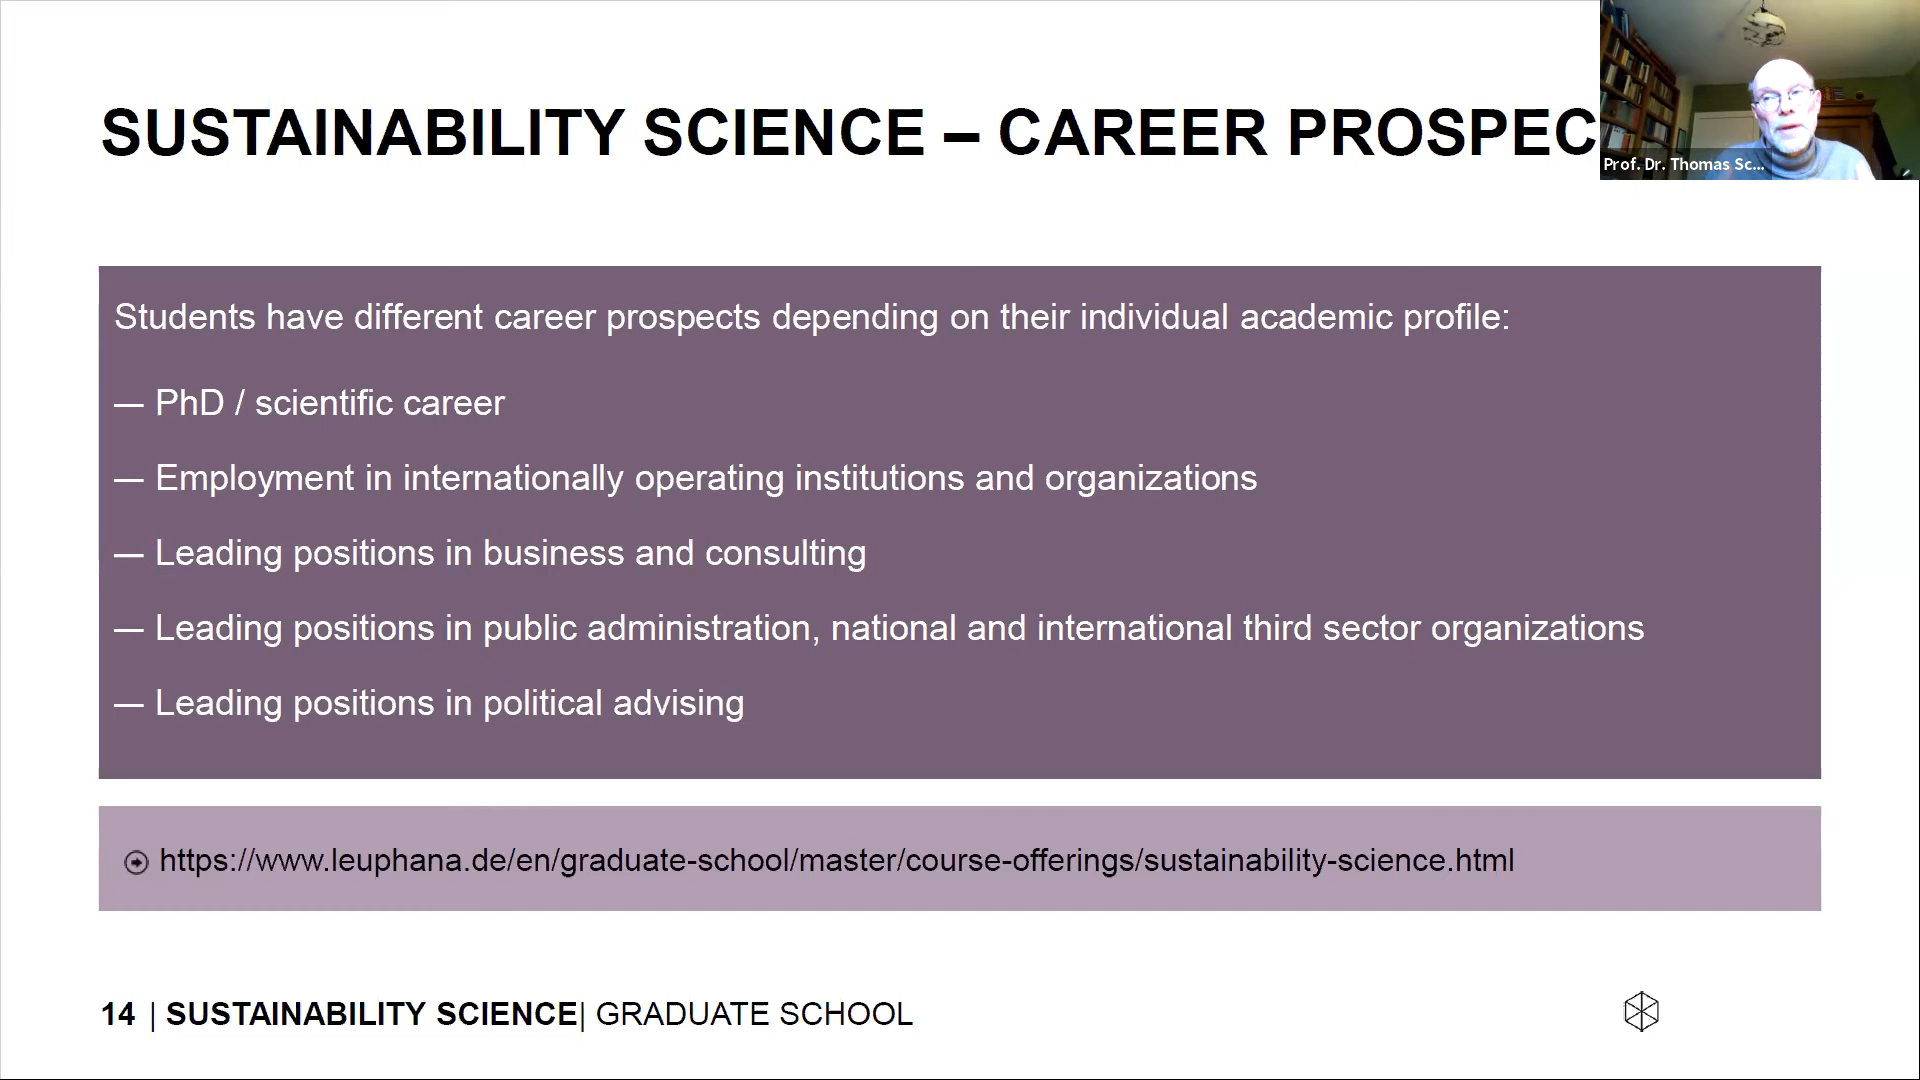 SUSTAINABILITY SCIENCE – CAREER PROSPEC
Prof. Dr. Thomas Sc...
Students have different career prospects depending on their individual academic profile:
— PhD / scientific career
— Employment in internationally operating institutions and organizations
— Leading positions in business and consulting
— Leading positions in public administration, national and international third sector organizations
— Leading positions in political advising
https://www.leuphana.de/en/graduate-school/master/course-offerings/sustainability-science.html
14 | SUSTAINABILITY SCIENCE| GRADUATE SCHOOL